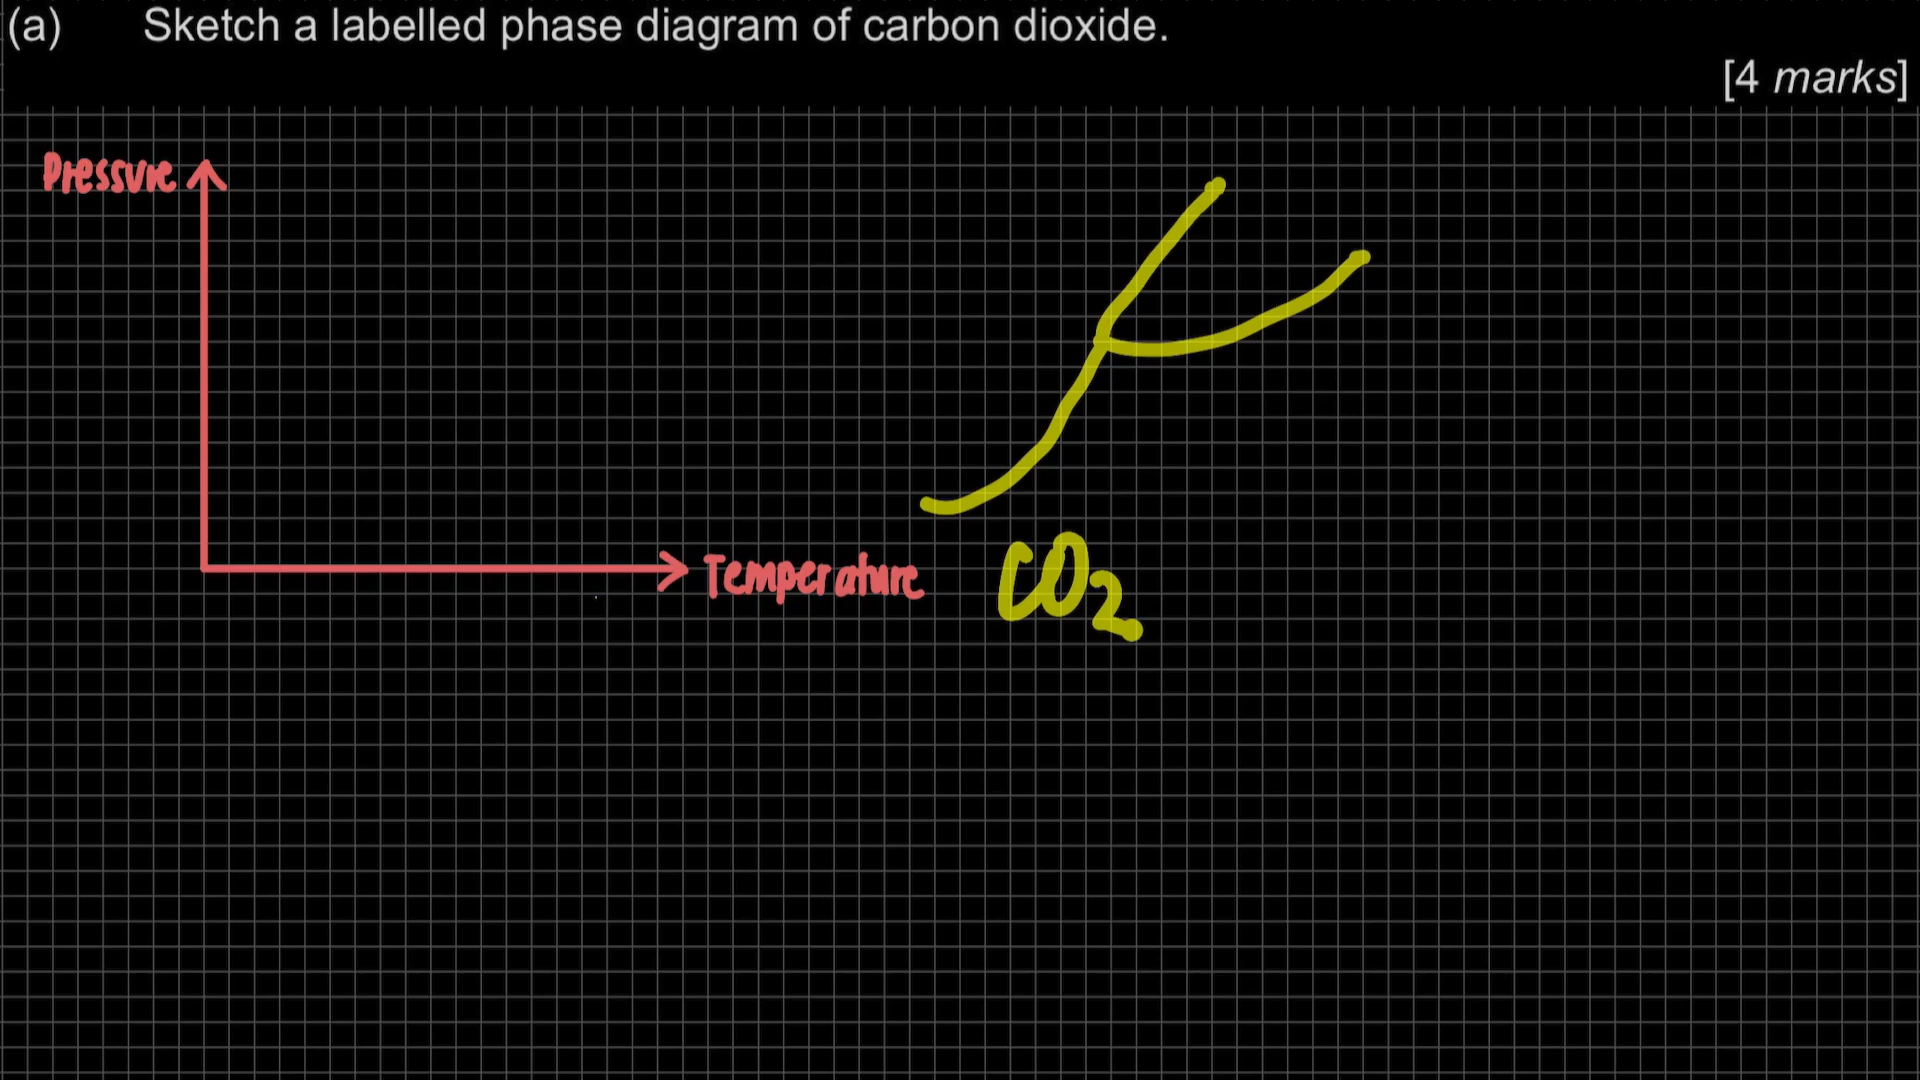 (a) Sketch a labelled phase diagram of carbon dioxide.
[4 marks]
Pressure
Temperature
CO2